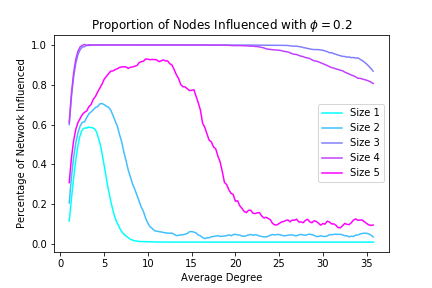 Proportion of Nodes Influenced with ϕ = 0.2
Percentage of Network Influenced
1.0
0.8
0.6
0.4
0.2
0.0
Size 1
Size 2
Size 3
Size 4
Size 5
0 5 10 15 20 25 30 35
Average Degree